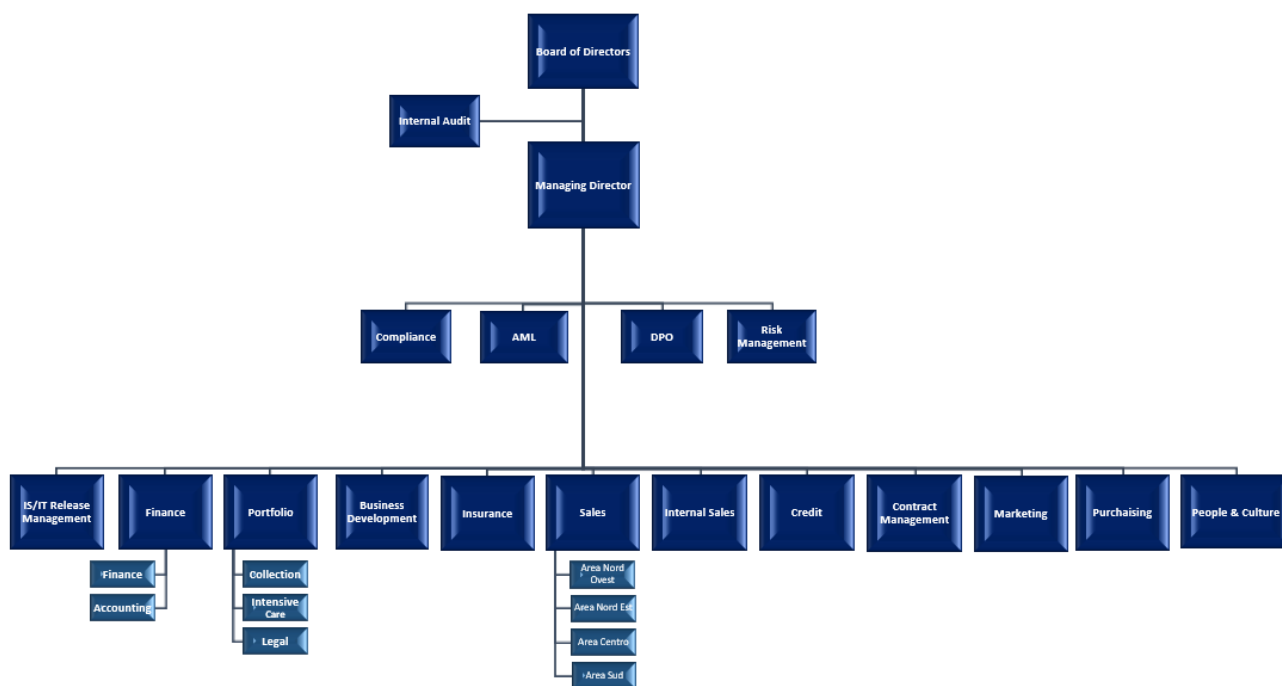 Board of Directors
Internal Audit
Managing Director
Compliance
AML
DPO
Risk
Management
IS/IT Release
Management
Finance
Portfolio
Business
Development
Insurance
Sales
Internal Sales
Credit
Contract
Management
Marketing
Purchaising
People & Culture
Finance
Accounting
Collection
Intensive
Care
Legal
Area Nord
Ovest
Area Nord Est
Area Centro
Area Sud